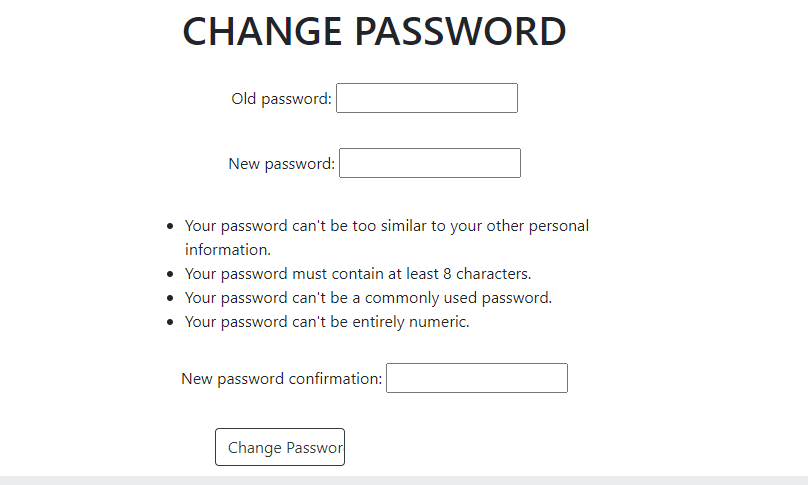 CHANGE PASSWORD
Old password:
New password:
Your password can't be too similar to your other personal
information.
Your password must contain at least 8 characters.
Your password can't be a commonly used password.
Your password can't be entirely numeric.
New password confirmation:
Change Passwor